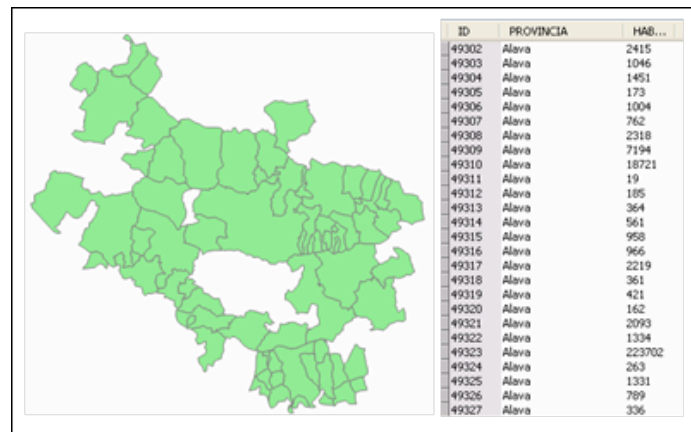 ID PROVINCIA HAB...
49302 Alava 2415
49303 Alava 1046
49304 Alava 1451
49305 Alava 173
49306 Alava 1004
49307 Alava 762
49308 Alava 2318
49309 Alava 7194
49310 Alava 18721
49311 Alava 19
49312 Alava 185
49313 Alava 364
49314 Alava 561
49315 Alava 958
49316 Alava 966
49317 Alava 2219
49318 Alava 361
49319 Alava 421
49320 Alava 162
49321 Alava 2093
49322 Alava 1334
49323 Alava 223702
49324 Alava 263
49325 Alava 1331
49326 Alava 789
49327 Alava 336